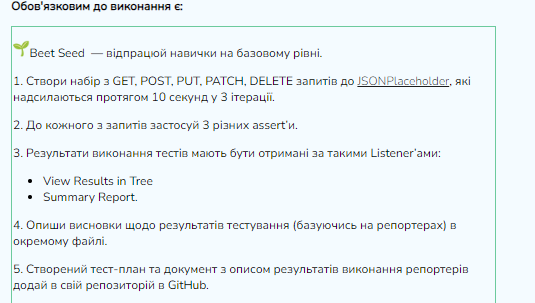 Обов'язковим до виконання є:
Beet Seed — відпрацюй навички на базовому рівні.
1. Створи набір з GET, POST, PUT, PATCH, DELETE запитів до JSONPlaceholder, які
надсилаються протягом 10 секунд у 3 ітерації.
2. До кожного з запитів застосуй 3 різних assert'и.
3. Результати виконання тестів мають бути отримані за такими Listener'ами:
• View Results in Tree
• Summary Report.
4. Опиши висновки щодо результатів тестування (базуючись на репортерах) в
окремому файлі.
5. Створений тест-план та документ з описом результатів виконання репортерів
додай в свій репозиторій в GitHub.